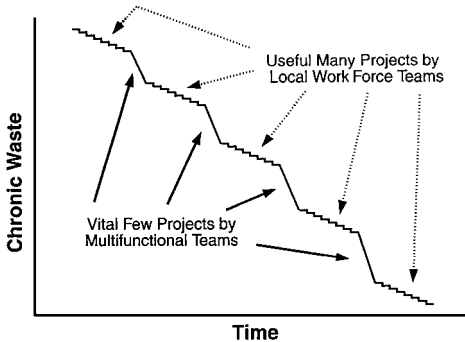 Useful Many Projects by
Local Work Force Teams
Chronic Waste
Vital Few Projects by
Multifunctional Teams
Time